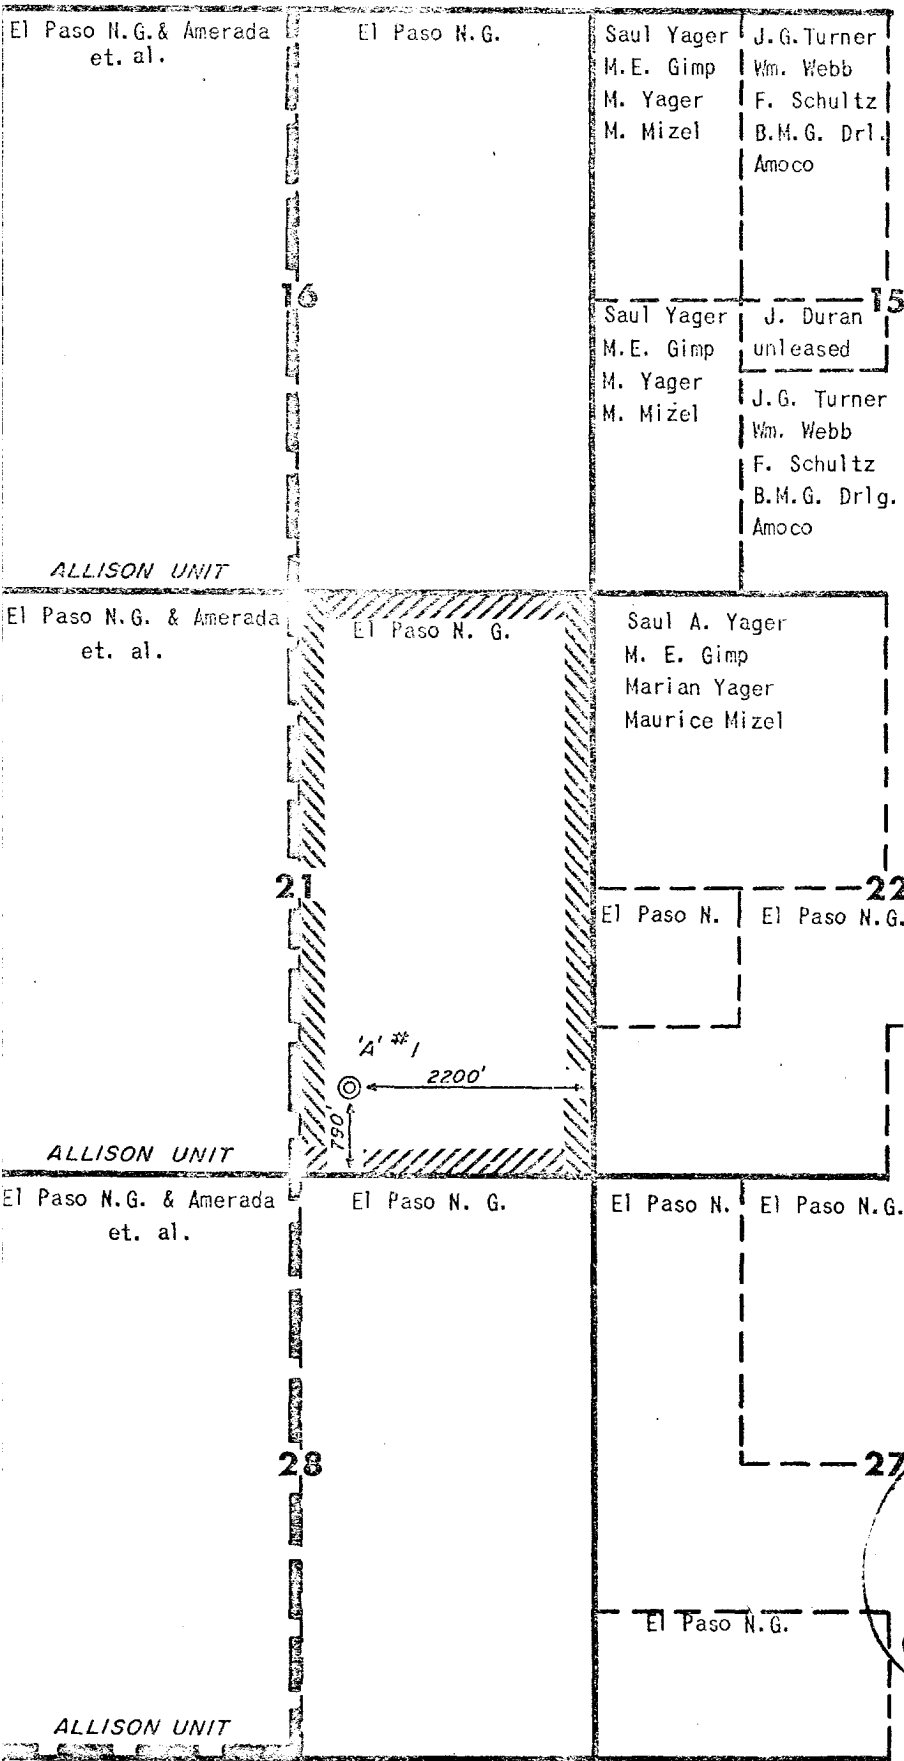 El Paso N.G.& Amerada
et. al.
El Paso N.G.
Saul Yager
M.E. Gimp
M. Yager
M. Mizel
J.G.Turner
Wm. Webb
F. Schultz
B.M.G. Drl.
Amoco
16
15
Saul Yager
M.E. Gimp
M. Yager
M. Mizel
J. Duran
unleased
J.G. Turner
Wm. Webb
F. Schultz
B.M.G. Drlg.
Amoco
ALLISON UNIT
El Paso N.G. & Amerada
et. al.
El Paso N. G.
Saul A. Yager
M. E. Gimp
Marian Yager
Maurice Mizel
21
22
El Paso N.
El Paso N.G.
'A' #1
2200'
790'
ALLISON UNIT
El Paso N.G. & Amerada
et. al.
El Paso N. G.
El Paso N.
El Paso N.G.
28
27
El Paso N.G.
ALLISON UNIT